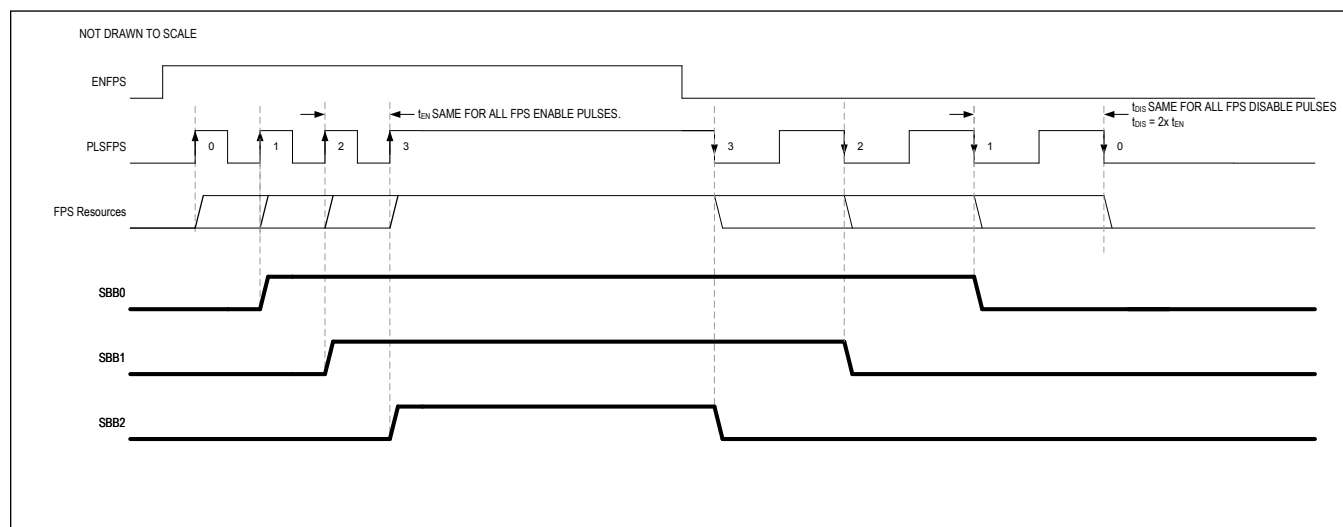 NOT DRAWN TO SCALE
ENFPS
tEN SAME FOR ALL FPS ENABLE PULSES.
tDIS SAME FOR ALL FPS DISABLE PULSES
tDIS = 2x tEN
PLSFPS
0 1 2 3 3 2 1 0
FPS Resources
SBB0
SBB1
SBB2